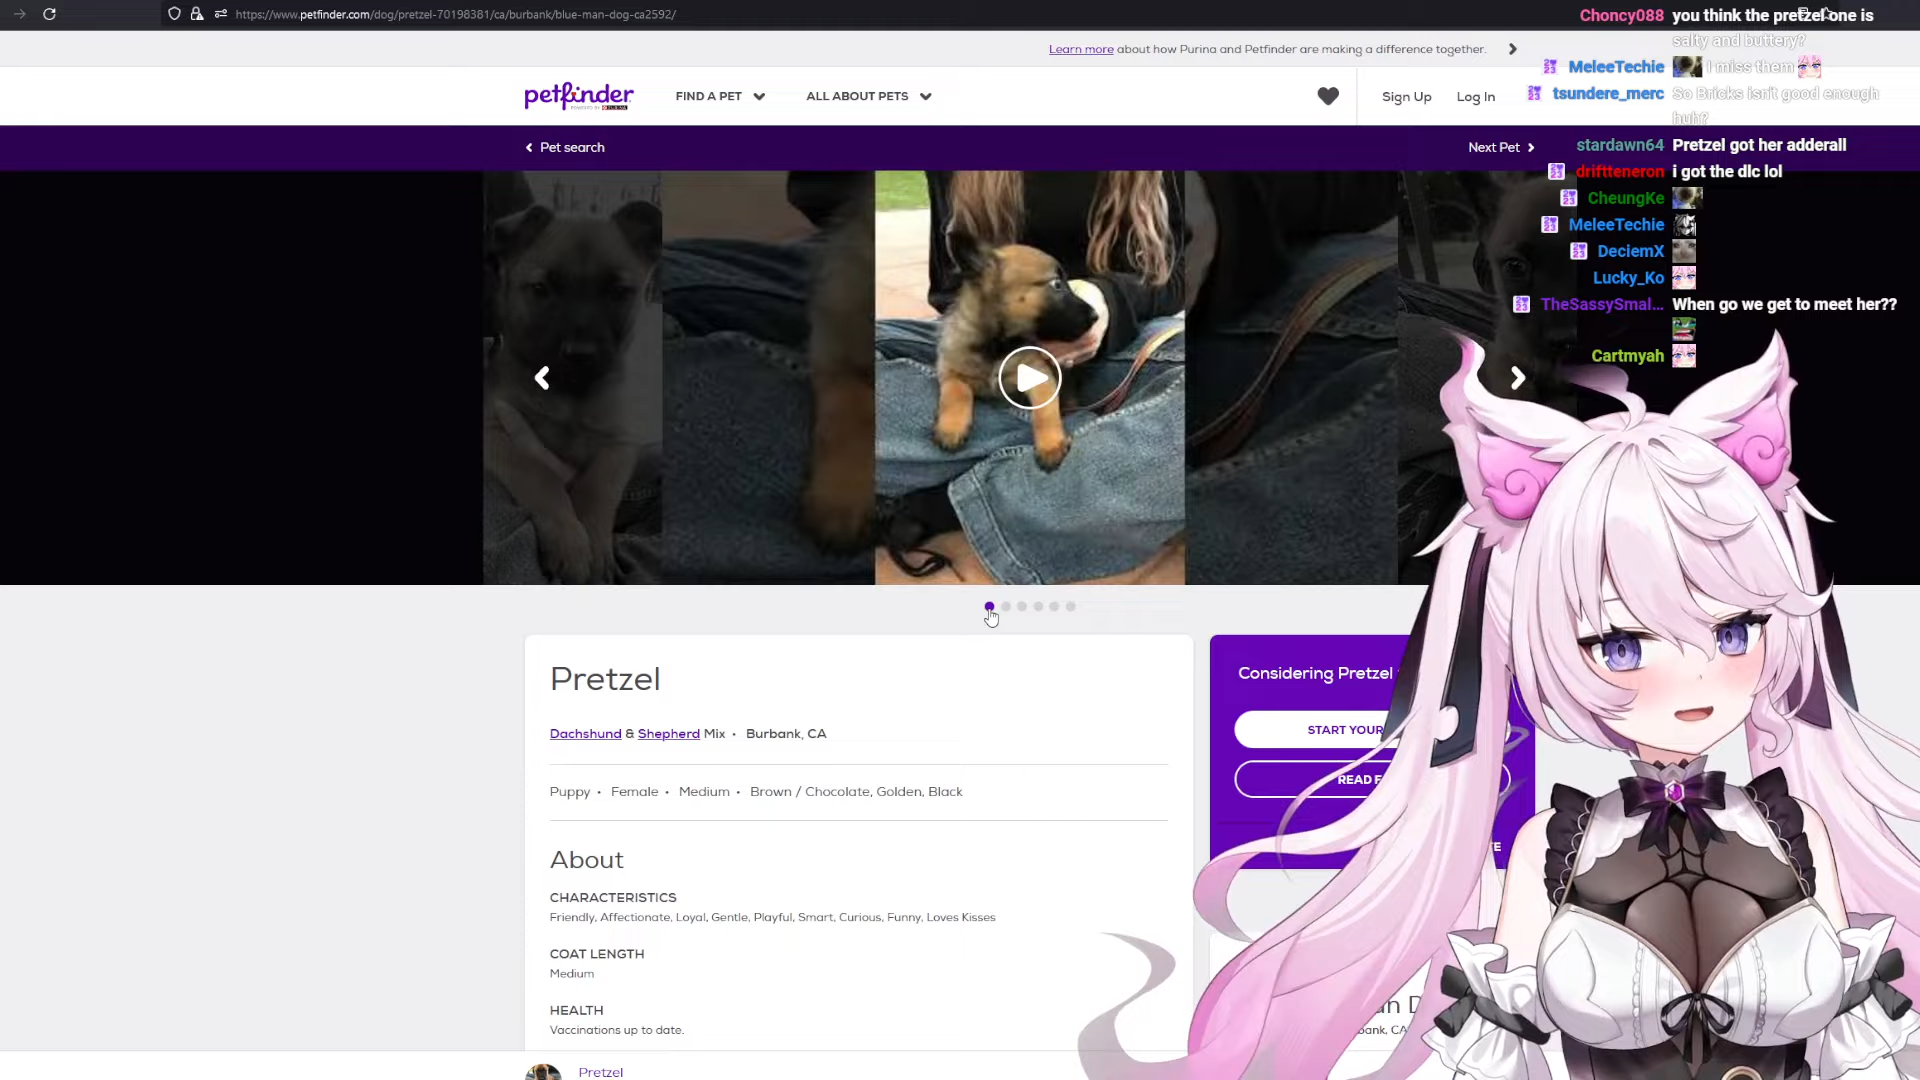 https://www.petfinder.com/dog/pretzel-70198381/ca/burbank/blue-man-dog-ca2592/
Learn more about how Purina and Petfinder are making a difference together.
petfinder
FIND A PET
ALL ABOUT PETS
Sign Up
Log In
Pet search
Next Pet
Choncy088 you think the pretzel one is
salty and buttery?
MeleeTechie I miss them
tsundere_merc So Bricks isn't good enough
huh?
stardawn64 Pretzel got her adderall
driftteneron i got the dlc lol
CheungKe
MeleeTechie
DeciemX
Lucky_Ko
TheSassySmal... When go we get to meet her??
Cartmyah
Pretzel
Dachshund & Shepherd Mix • Burbank, CA
Puppy • Female • Medium • Brown / Chocolate, Golden, Black
About
CHARACTERISTICS
Friendly, Affectionate, Loyal, Gentle, Playful, Smart, Curious, Funny, Loves Kisses
COAT LENGTH
Medium
HEALTH
Vaccinations up to date.
Pretzel
Considering Pretzel
START YOUR
READ F